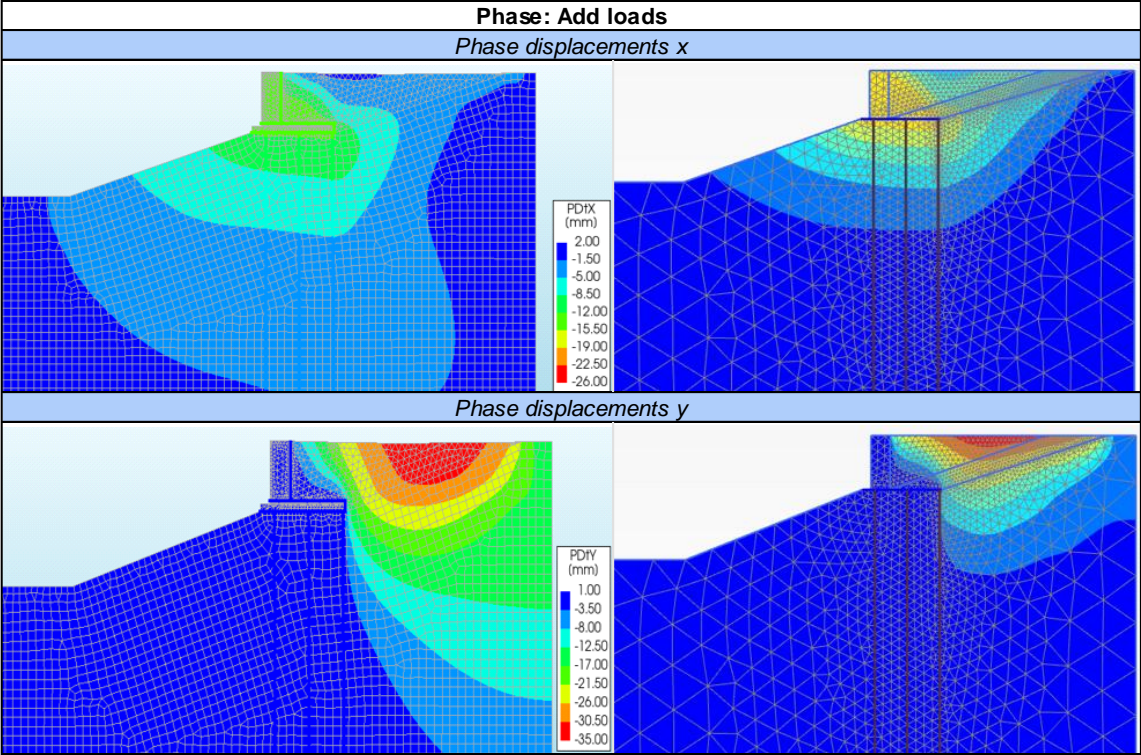 Phase: Add loads
Phase displacements x
PDtX
(mm)
2.00
-1.50
-5.00
-8.50
-12.00
-15.50
-19.00
-22.50
-26.00
Phase displacements y
PDtY
(mm)
1.00
-3.50
-8.00
-12.50
-17.00
-21.50
-26.00
-30.50
-35.00